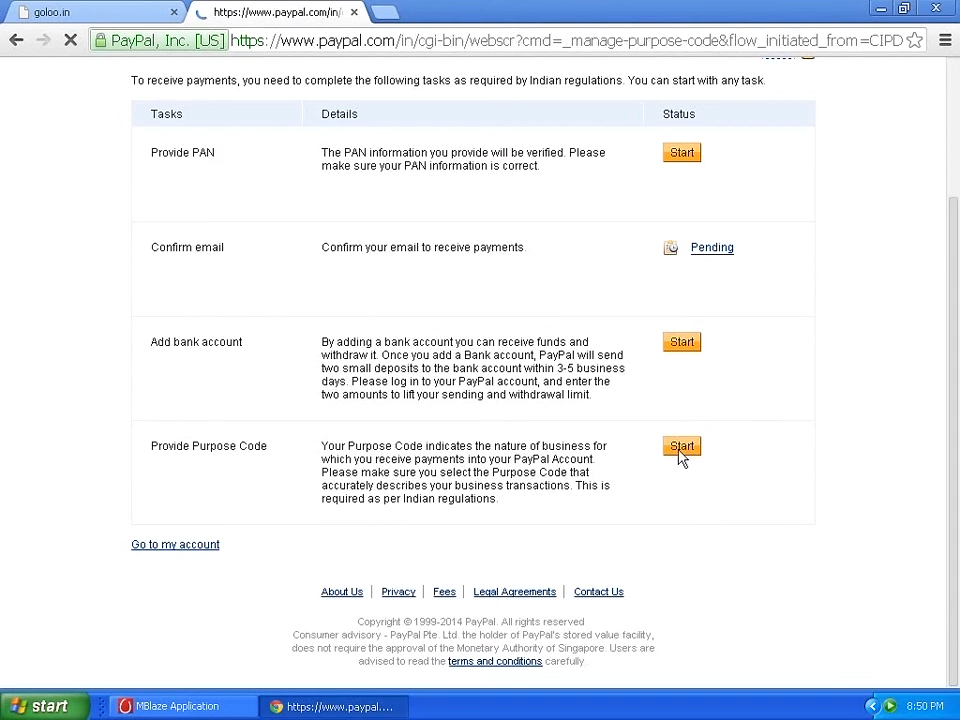 goloo.in
https://www.paypal.com/in/
PayPal, Inc. [US] https://www.paypal.com/in/cgi-bin/webscr?cmd=_manage-purpose-code&flow_initiated_from=CIPD
To receive payments, you need to complete the following tasks as required by Indian regulations. You can start with any task.
Tasks Details Status
Provide PAN
The PAN information you provide will be verified. Please
make sure your PAN information is correct.
Start
Confirm email
Confirm your email to receive payments.
Pending
Add bank account
By adding a bank account you can receive funds and
withdraw it. Once you add a Bank account, PayPal will send
two small deposits to the bank account within 3-5 business
days. Please log in to your PayPal account, and enter the
two amounts to lift your sending and withdrawal limit.
Start
Provide Purpose Code
Your Purpose Code indicates the nature of business for
which you receive payments into your PayPal Account.
Please make sure you select the Purpose Code that
accurately describes your business transactions. This is
required as per Indian regulations.
Start
Go to my account
About Us | Privacy | Fees | Legal Agreements | Contact Us
Copyright © 1999-2014 PayPal. All rights reserved
Consumer advisory - PayPal Pte. Ltd. the holder of PayPal's stored value facility,
does not require the approval of the Monetary Authority of Singapore. Users are
advised to read the terms and conditions carefully.
start MBlaze Application https://www.paypal.... 8:50 PM